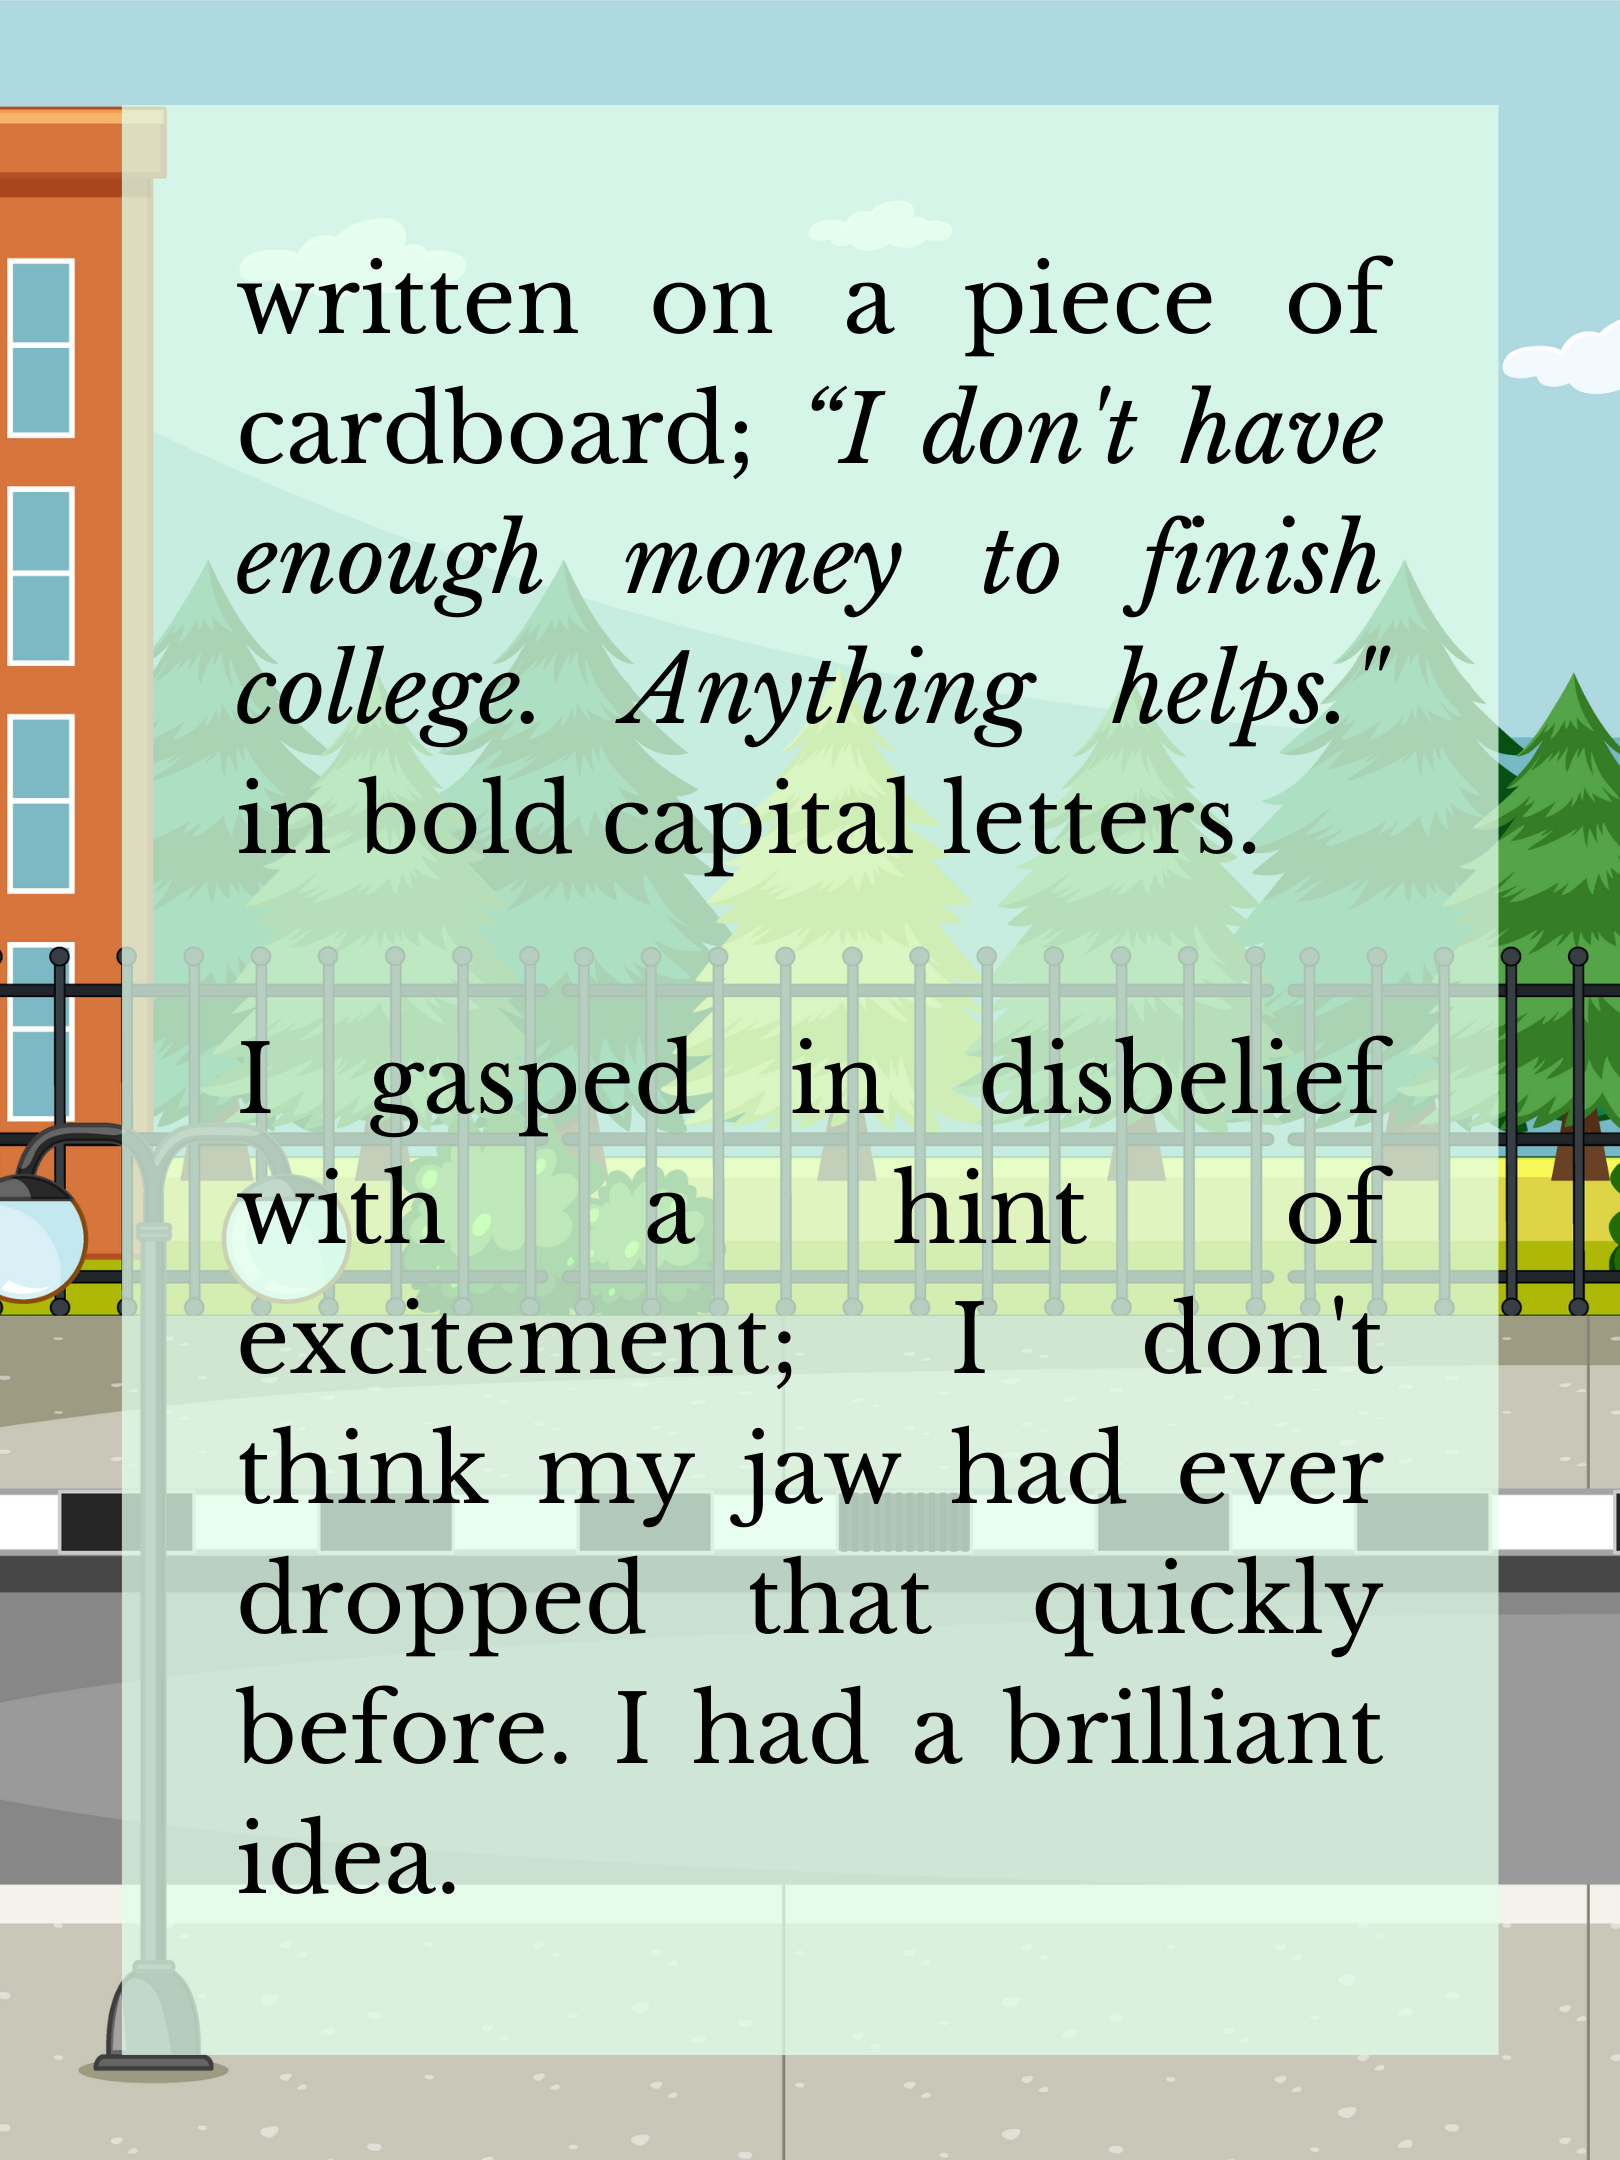 written on a piece of
cardboard; “I don't have
enough money to finish
college. Anything helps."
in bold capital letters.
I gasped in disbelief
with a hint of
excitement; I don't
think my jaw had ever
dropped that quickly
before. I had a brilliant
idea.